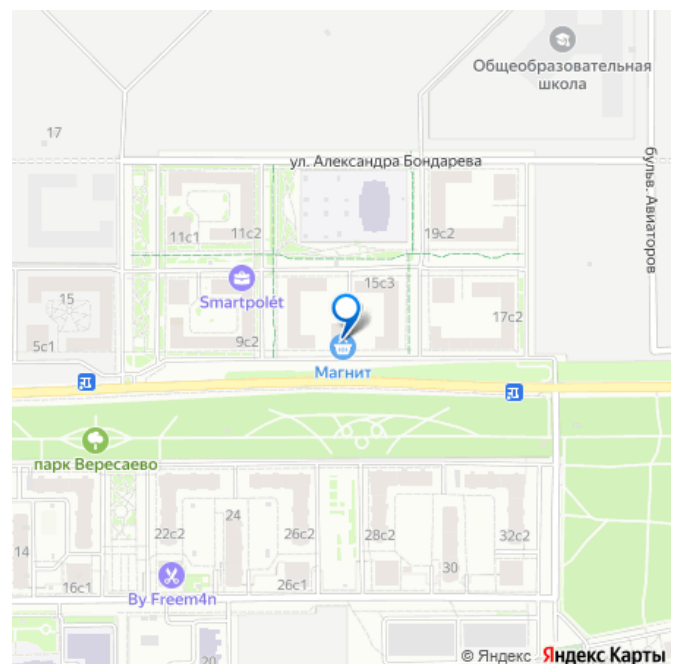 Общеобразовательная
школа
17
ул. Александра Бондарева
бульв. Авиаторов
11с1
11с2
19с2
15с3
Smartpolét
15
17с2
5с1
9с2
Магнит
парк Вересаево
24
22с2
26с2
28с2
32с2
14
30
16с1
26с1
By Freem4n
20
© Яндекс Яндекс Карты